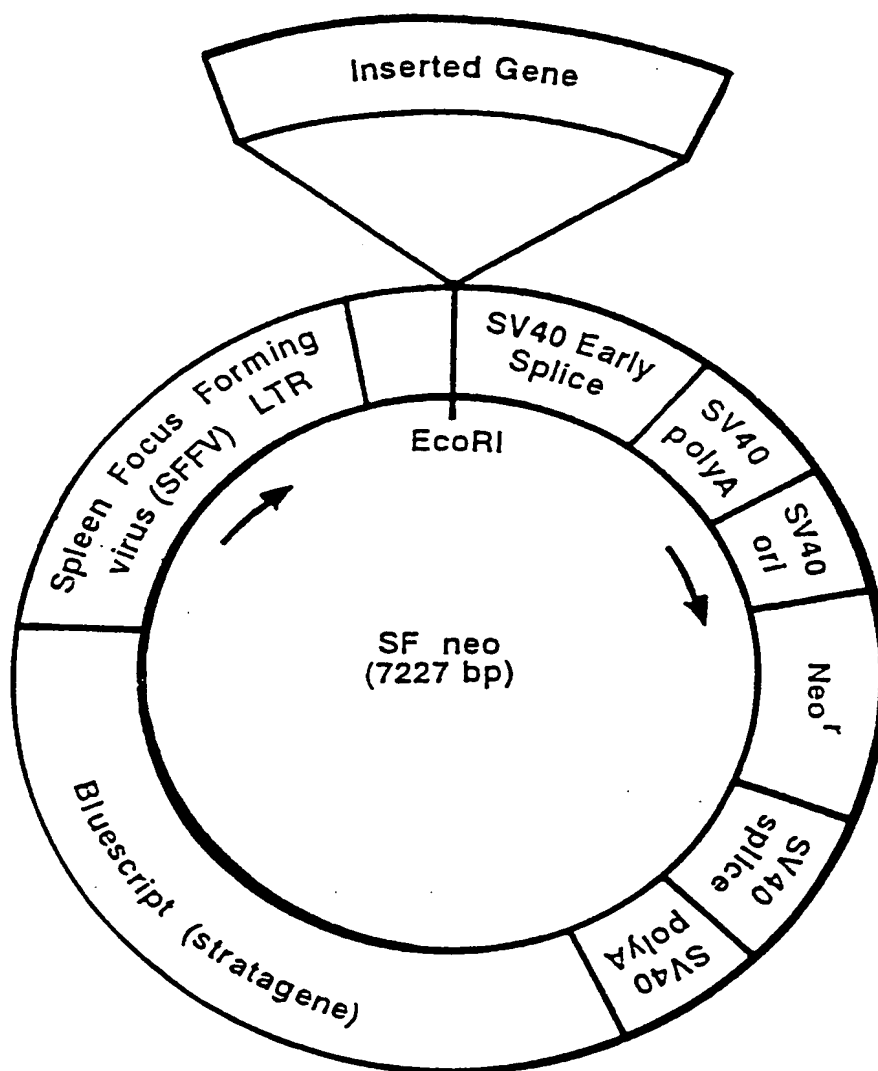 Inserted Gene
Spleen Focus Forming
virus (SFFV) LTR
SV40 Early
Splice
SV40
polyA
SV40
ori
Neoʳ
SV40
splice
SV40
polyA
Bluescript (stratagene)
EcoRI
SF neo
(7227 bp)